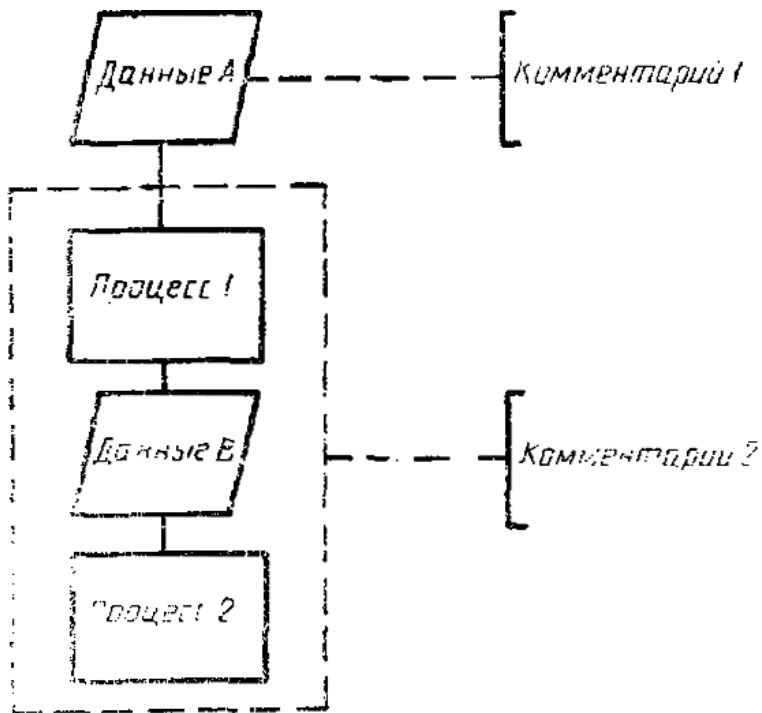 Данные А
Комментарий 1
Процесс 1
Данные В
Комментарий 2
Процесс 2